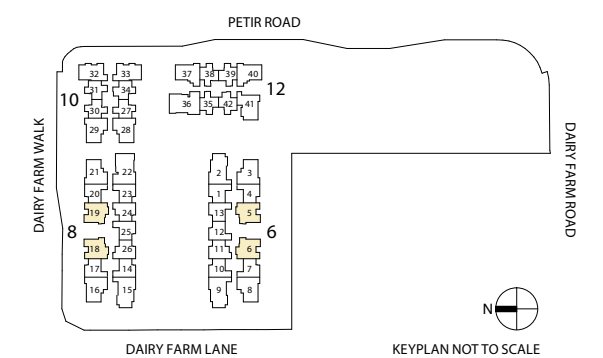 PETIR ROAD
32 33 37 38 39 40
31 34
10 12
30 27 36 35 42 41
29 28
DAIRY FARM WALK
DAIRY FARM ROAD
21 22 2 3
20 23 1 4
19 24 13 5
8 25 12 6
18 26 11 6
17 14 10 7
16 15 9 8
N
DAIRY FARM LANE
KEYPLAN NOT TO SCALE